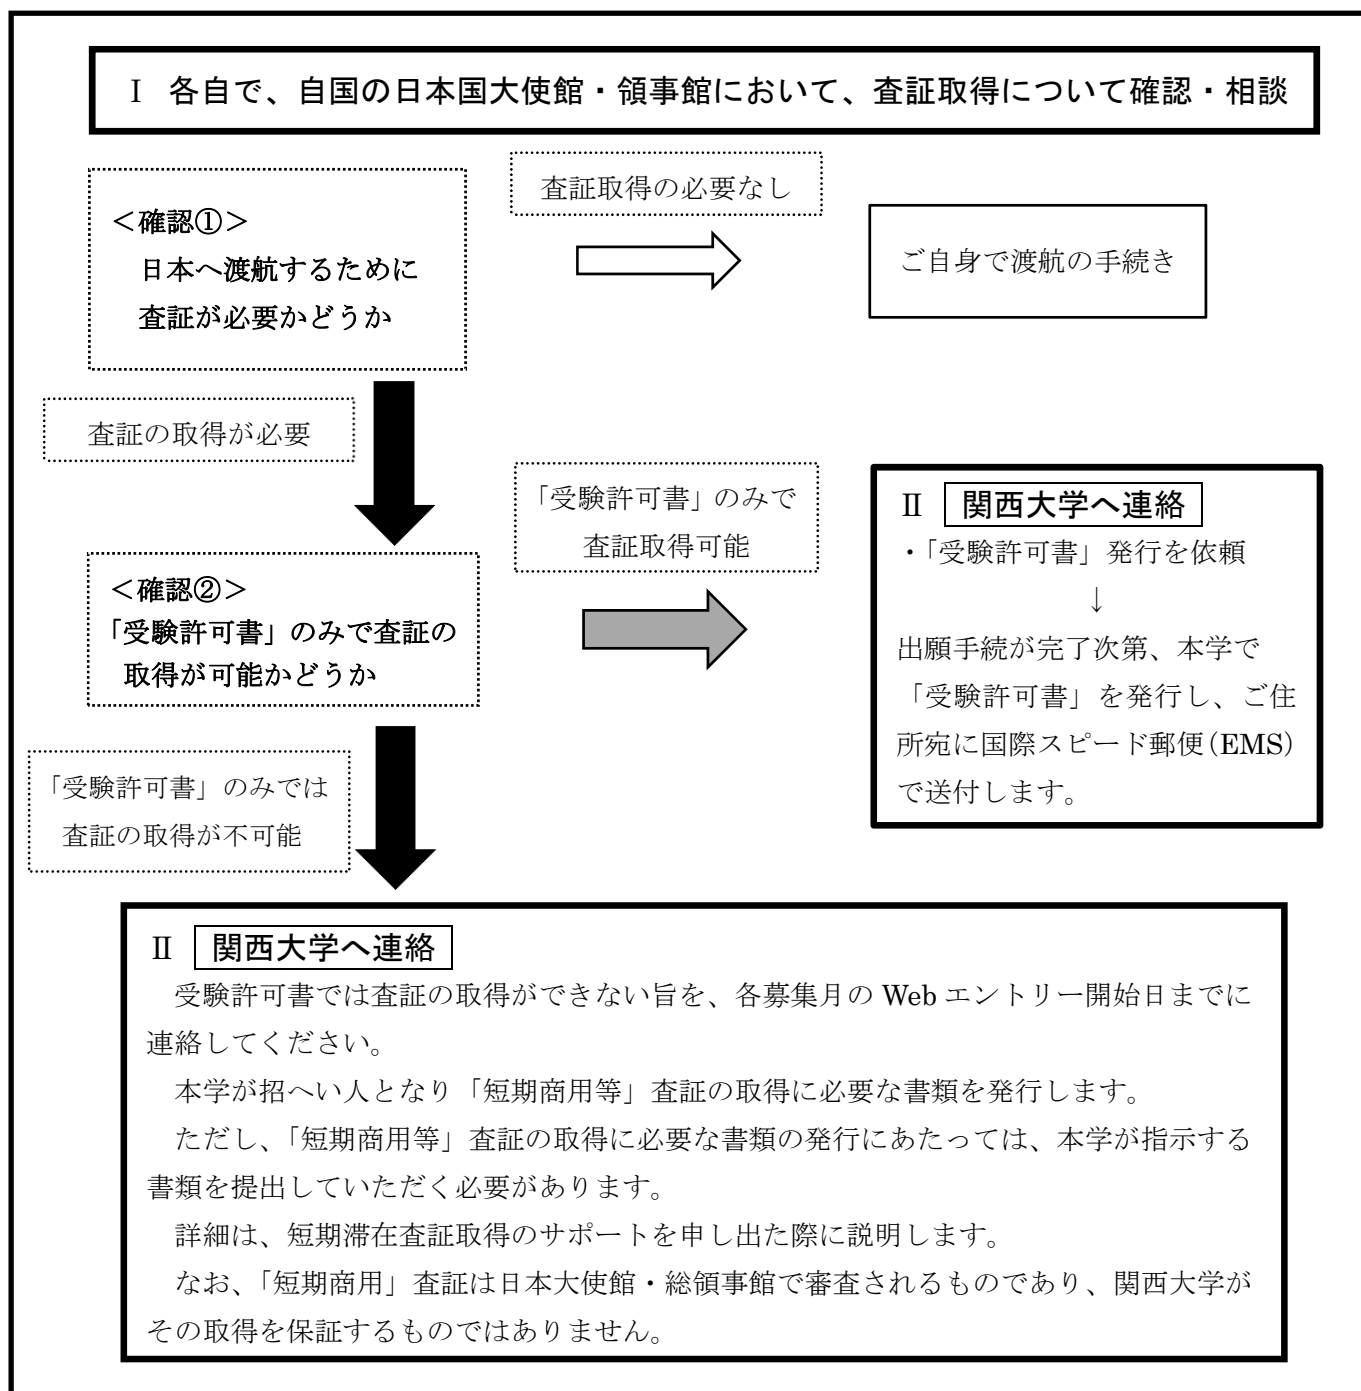 Ⅰ 各自で、自国の日本国大使館・領事館において、査証取得について確認・相談
＜確認①＞
日本へ渡航するために
査証が必要かどうか
査証取得の必要なし
ご自身で渡航の手続き
査証の取得が必要
＜確認②＞
「受験許可書」のみで査証の
取得が可能かどうか
「受験許可書」のみで
査証取得可能
Ⅱ 関西大学へ連絡
・「受験許可書」発行を依頼
↓
出願手続が完了次第、本学で
「受験許可書」を発行し、ご住
所宛に国際スピード郵便(EMS)
で送付します。
「受験許可書」のみでは
査証の取得が不可能
Ⅱ 関西大学へ連絡
受験許可書では査証の取得ができない旨を、各募集月の Web エントリー開始日までに
連絡してください。
本学が招へい人となり「短期商用等」査証の取得に必要な書類を発行します。
ただし、「短期商用等」査証の取得に必要な書類の発行にあたっては、本学が指示する
書類を提出していただく必要があります。
詳細は、短期滞在査証取得のサポートを申し出た際に説明します。
なお、「短期商用」査証は日本大使館・総領事館で審査されるものであり、関西大学が
その取得を保証するものではありません。